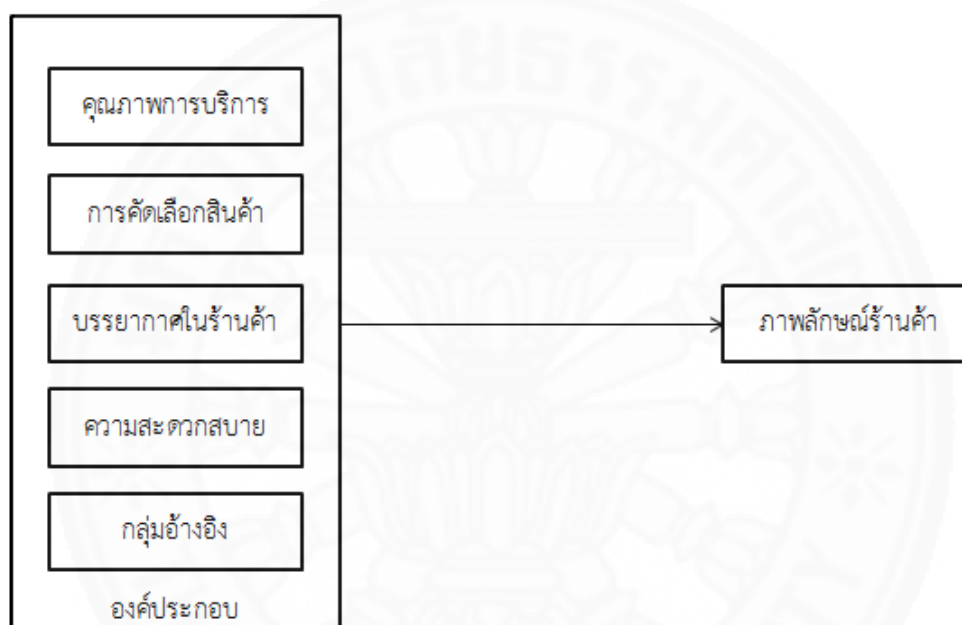 คุณภาพการบริการ
การคัดเลือกสินค้า
บรรยากาศในร้านค้า
ภาพลักษณ์ร้านค้า
ความสะดวกสบาย
กลุ่มอ้างอิง
องค์ประกอบ